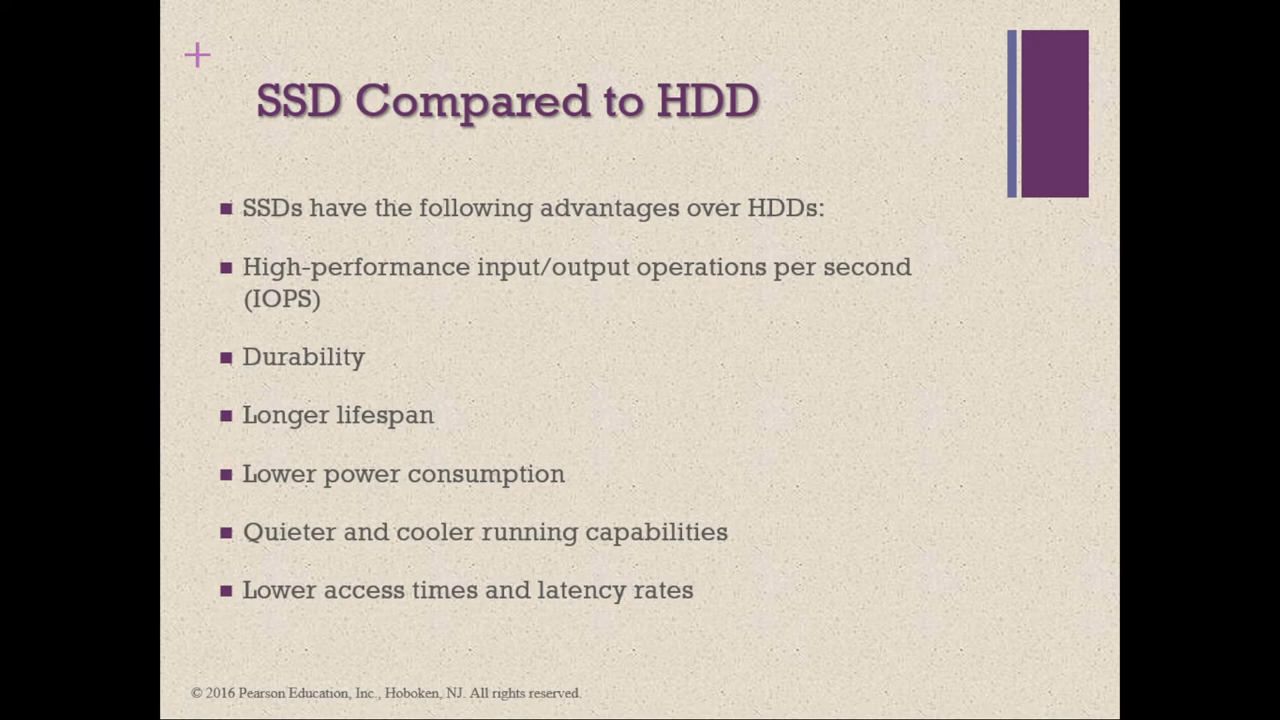 +
SSD Compared to HDD
■ SSDs have the following advantages over HDDs:
■ High-performance input/output operations per second
(IOPS)
■ Durability
■ Longer lifespan
■ Lower power consumption
■ Quieter and cooler running capabilities
■ Lower access times and latency rates
© 2016 Pearson Education, Inc., Hoboken, NJ. All rights reserved.